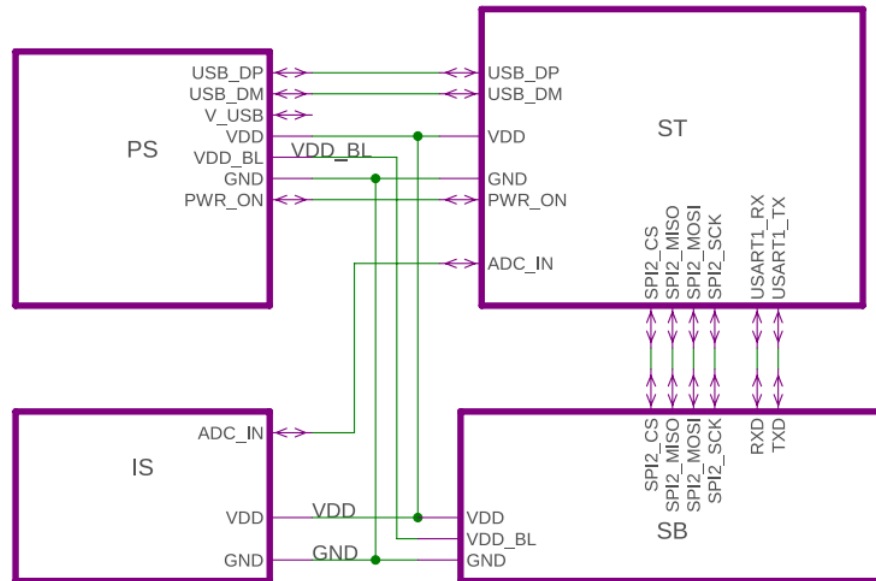 PS
USB_DP
USB_DM
V_USB
VDD
VDD_BL
GND
PWR_ON
VDD_BL
ST
USB_DP
USB_DM
VDD
GND
PWR_ON
ADC_IN
SPI2_CS
SPI2_MISO
SPI2_MOSI
SPI2_SCK
USART1_RX
USART1_TX
IS
ADC_IN
VDD
GND
VDD
GND
SB
SPI2_CS
SPI2_MISO
SPI2_MOSI
SPI2_SCK
RXD
TXD
VDD
VDD_BL
GND